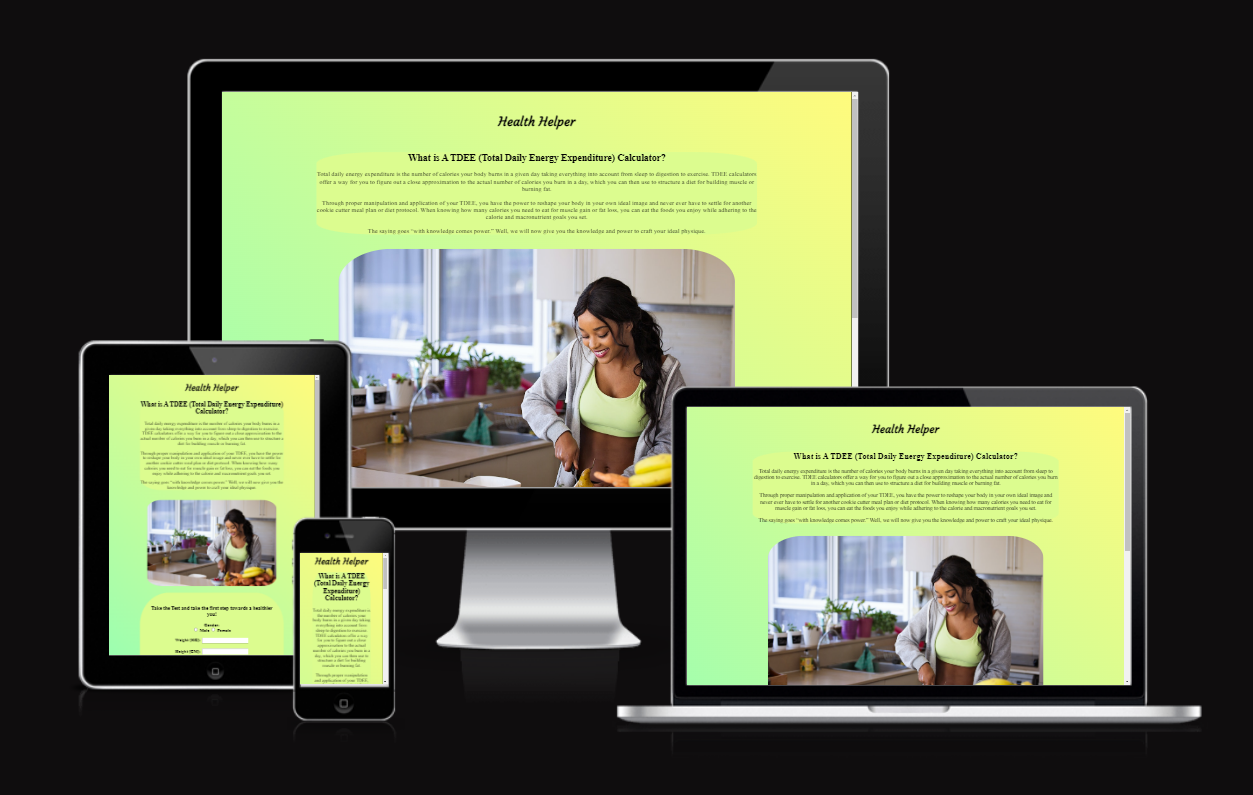 Health Helper
What is A TDEE (Total Daily Energy Expenditure) Calculator?
Total daily energy expenditure is the number of calories your body burns in a given day taking everything into account from sleep to digestion to exercise. TDEE calculators
offer a way for you to figure out a close approximation to the actual number of calories you burn in a day, which you can then use to structure a diet for building muscle or
burning fat.
Through proper manipulation and application of your TDEE, you have the power to reshape your body in your own ideal image and never ever have to settle for another
cookie cutter meal plan or diet protocol. When knowing how many calories you need to eat for muscle gain or fat loss, you can eat the foods you enjoy while adhering to the
calorie and macronutrient goals you set.
The saying goes "with knowledge comes power." Well, we will now give you the knowledge and power to craft your ideal physique.
Health Helper
What is A TDEE (Total Daily Energy Expenditure)
Calculator?
Total daily energy expenditure is the number of calories your body burns in a
given day taking everything into account from sleep to digestion to exercise.
TDEE calculators offer a way for you to figure out a close approximation to the
actual number of calories you burn in a day, which you can then use to structure a
diet for building muscle or burning fat.
Through proper manipulation and application of your TDEE, you have the power
to reshape your body in your own ideal image and never ever have to settle for
another cookie cutter meal plan or diet protocol. When knowing how many
calories you need to eat for muscle gain or fat loss, you can eat the foods you
enjoy while adhering to the calorie and macronutrient goals you set.
The saying goes "with knowledge comes power." Well, we will now give you the
knowledge and power to craft your ideal physique.
Take the Test and take the first step towards a healthier
you!
Gender:
Male Female
Weight (KG):
Height (CM):
Health Helper
What is A TDEE
(Total Daily Energy
Expenditure)
Calculator?
Total daily energy expenditure is
the number of calories your
body burns in a given day taking
everything into account from
sleep to digestion to exercise.
TDEE calculators offer a way
for you to figure out a close
approximation to the actual
number of calories you burn in a
day, which you can then use to
structure a diet for building
muscle or burning fat.
Through proper manipulation
and application of your TDEE,
Health Helper
What is A TDEE (Total Daily Energy Expenditure) Calculator?
Total daily energy expenditure is the number of calories your body burns in a given day taking everything into account from sleep to
digestion to exercise. TDEE calculators offer a way for you to figure out a close approximation to the actual number of calories you burn
in a day, which you can then use to structure a diet for building muscle or burning fat.
Through proper manipulation and application of your TDEE, you have the power to reshape your body in your own ideal image and
never ever have to settle for another cookie cutter meal plan or diet protocol. When knowing how many calories you need to eat for
muscle gain or fat loss, you can eat the foods you enjoy while adhering to the calorie and macronutrient goals you set.
The saying goes "with knowledge comes power." Well, we will now give you the knowledge and power to craft your ideal physique.